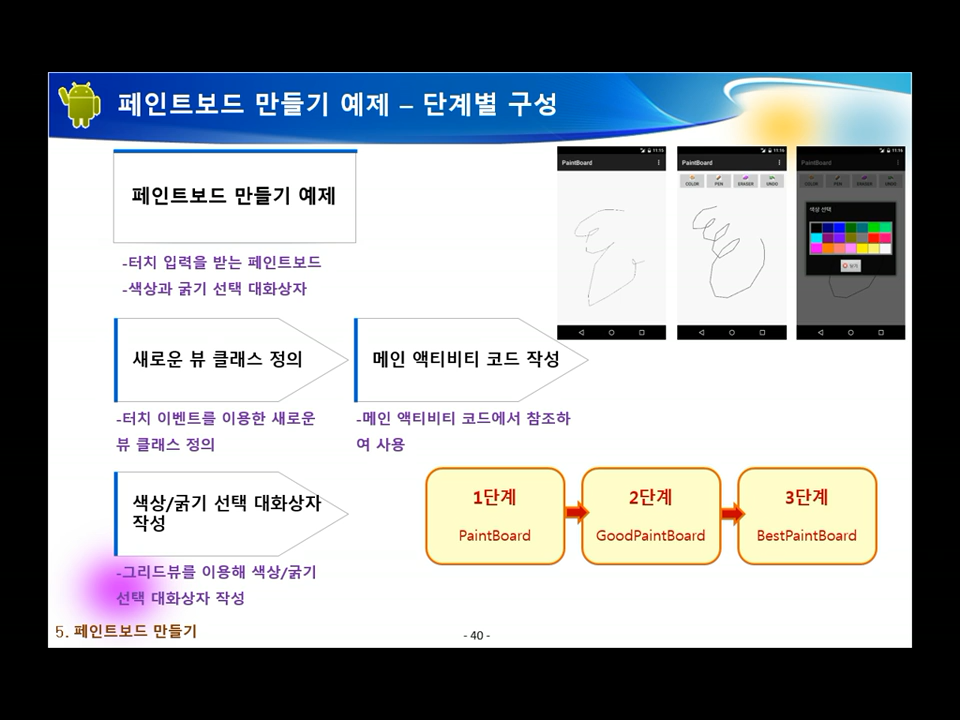 페인트보드 만들기 예제 – 단계별 구성
페인트보드 만들기 예제
-터치 입력을 받는 페인트보드
-색상과 굵기 선택 대화상자
11:15
PaintBoard
11:16
PaintBoard
COLOR PEN ERASER UNDO
11:16
PaintBoard
COLOR PEN ERASER UNDO
색상 선택
새로운 뷰 클래스 정의
메인 액티비티 코드 작성
-터치 이벤트를 이용한 새로운
뷰 클래스 정의
-메인 액티비티 코드에서 참조하
여 사용
색상/굵기 선택 대화상자
작성
-그리드뷰를 이용해 색상/굵기
선택 대화상자 작성
1단계
PaintBoard
2단계
GoodPaintBoard
3단계
BestPaintBoard
5. 페인트보드 만들기
- 40 -